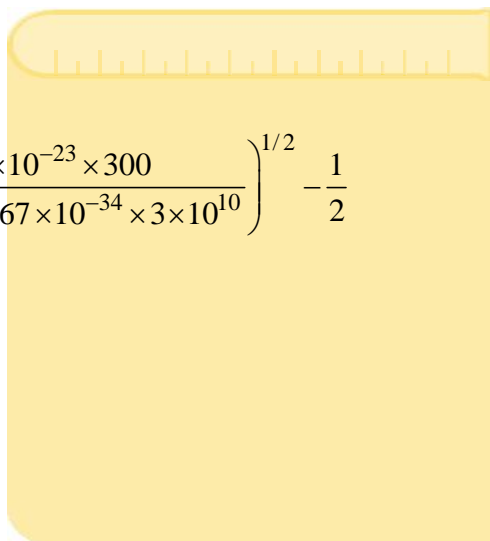 ×10⁻²³ × 300
67×10⁻³⁴ × 3×10¹⁰ )^{1/2} − 1/2